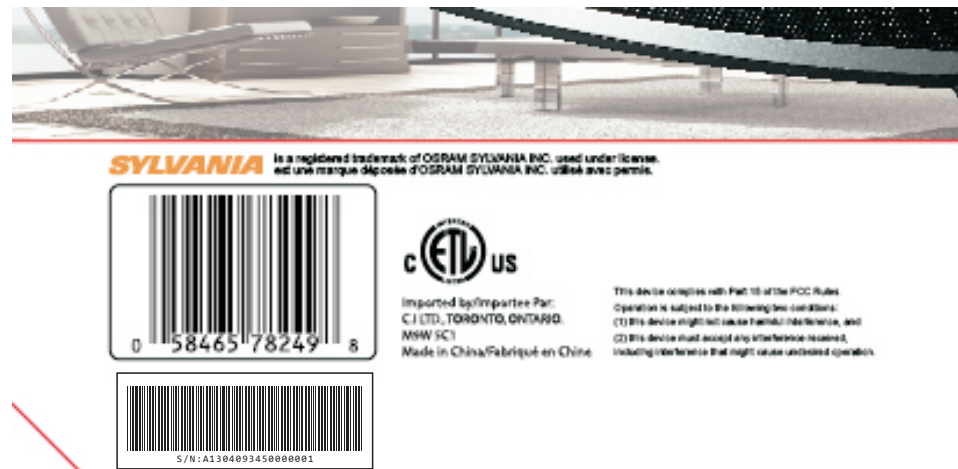 SYLVANIA is a registered trademark of OSRAM SYLVANIA INC. used under license.
est une marque déposée d'OSRAM SYLVANIA INC. utilisé avec permis.
0 58465 78249 8
INTERTEK
C ETL US
Imported by/Importee Par:
C.I LTD., TORONTO, ONTARIO.
M9W 5C1
Made in China/Fabriqué en Chine
This device complies with Part 15 of the FCC Rules
Operation is subject to the following two conditions:
(1) this device might not cause harmful interference, and
(2) this device must accept any interference received,
including interference that might cause undesired operation.
S/N:A1304093450000001